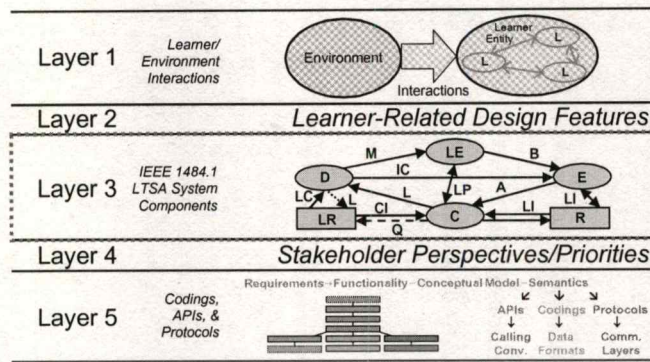 Layer 1
Learner/
Environment
Interactions
Environment
Interactions
Learner
Entity
L
L
L
Layer 2
Learner-Related Design Features
Layer 3
IEEE 1484.1
LTSA System
Components
M
LE
B
D
IC
E
LC
L
L
LP
A
LI
LR
CI
Q
C
LI
R
Layer 4
Stakeholder Perspectives/Priorities
Layer 5
Codings,
APIs, &
Protocols
Requirements→Functionality—Conceptual Model—Semantics
APIs Codings Protocols
Calling Data Comm.
Conv. Formats Layers